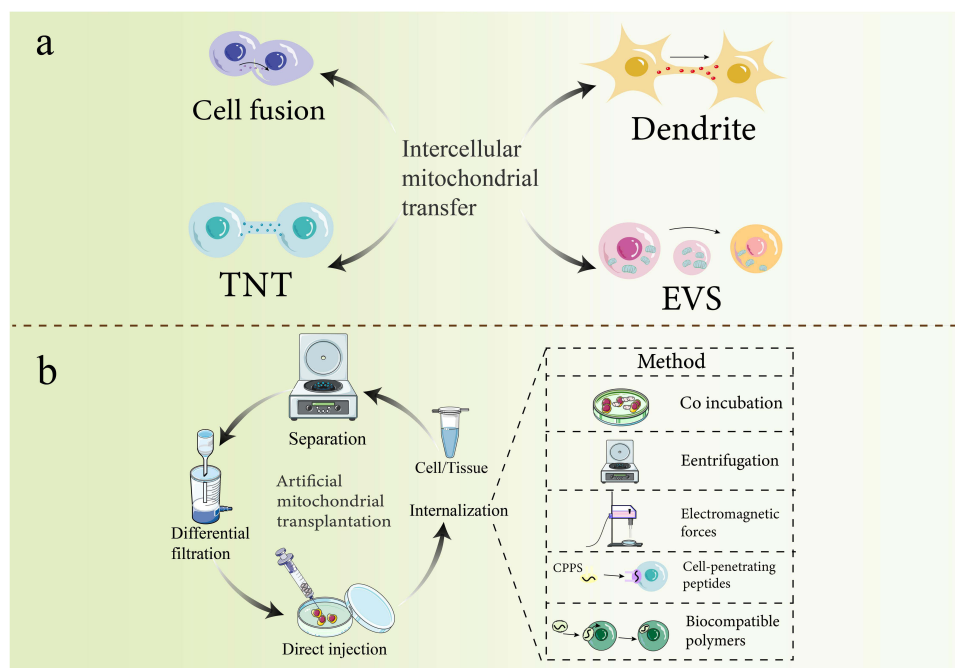 a
Cell fusion
Dendrite
Intercellular
mitochondrial
transfer
TNT
EVS
b
Separation
Cell/Tissue
Artificial
mitochondrial
transplantation
Internalization
Differential
filtration
Direct injection
Method
Co incubation
Eentrifugation
Electromagnetic
forces
CPPS
Cell-penetrating
peptides
Biocompatible
polymers